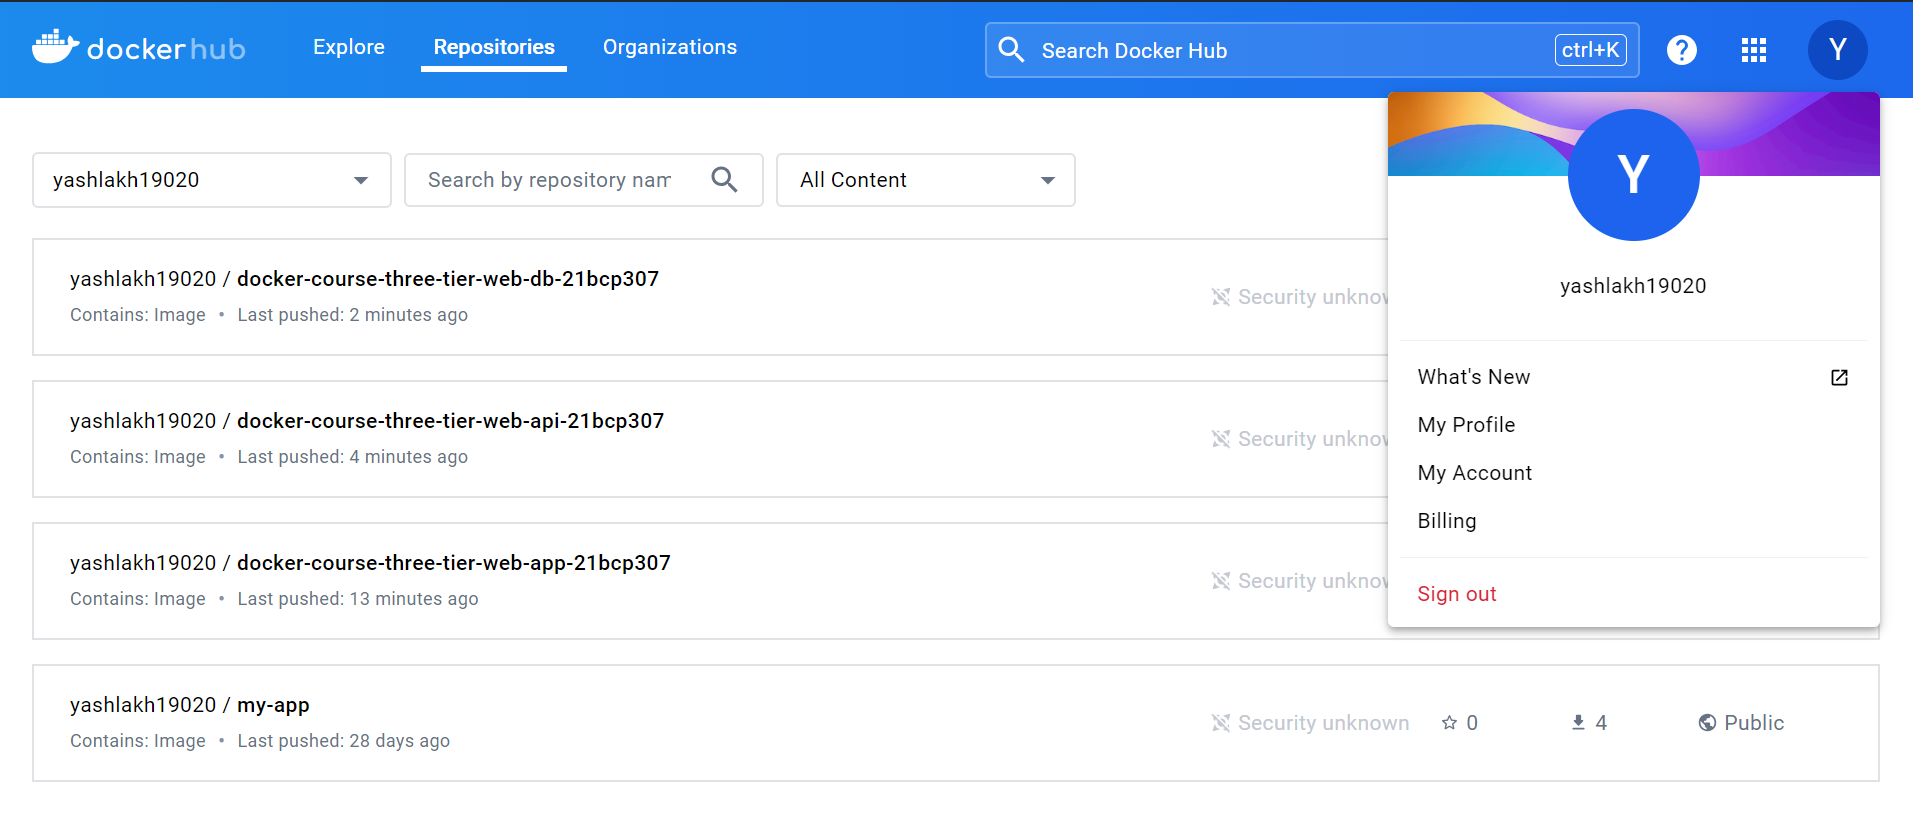 docker hub
Explore
Repositories
Organizations
Search Docker Hub
ctrl+K
?
Y
yashlakh19020
Search by repository nam
All Content
yashlakh19020 / docker-course-three-tier-web-db-21bcp307
Contains: Image • Last pushed: 2 minutes ago
Security unknow
yashlakh19020 / docker-course-three-tier-web-api-21bcp307
Contains: Image • Last pushed: 4 minutes ago
Security unknow
yashlakh19020 / docker-course-three-tier-web-app-21bcp307
Contains: Image • Last pushed: 13 minutes ago
Security unknow
yashlakh19020 / my-app
Contains: Image • Last pushed: 28 days ago
Security unknown
0
4
Public
Y
yashlakh19020
What's New
My Profile
My Account
Billing
Sign out